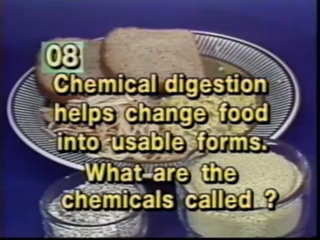 08
Chemical digestion
helps change food
into usable forms.
What are the
chemicals called ?